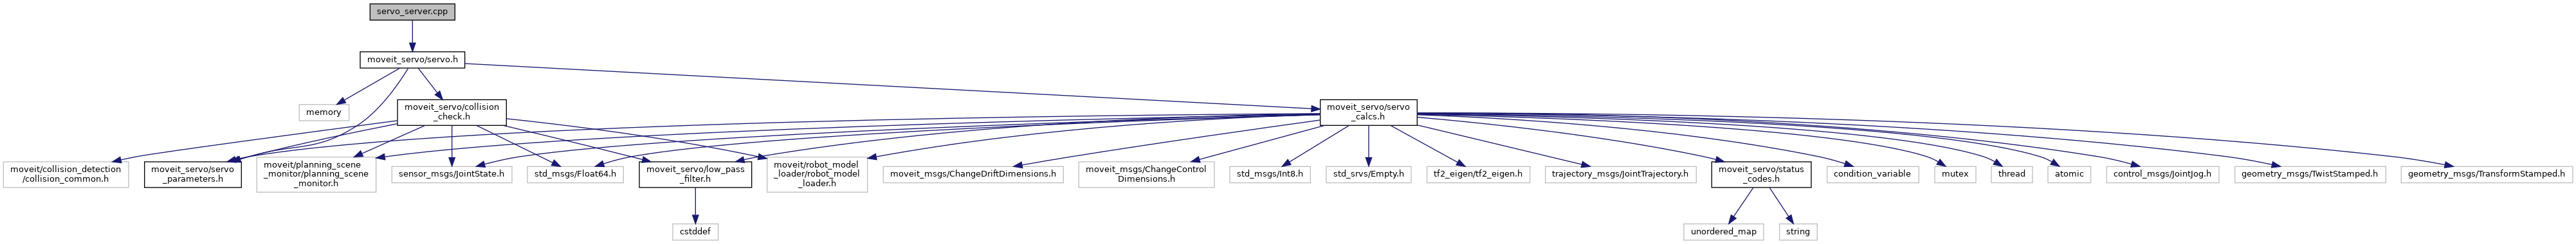 servo_server.cpp
moveit_servo/servo.h
memory
moveit_servo/collision
_check.h
moveit_servo/servo
_calcs.h
moveit/collision_detection
/collision_common.h
moveit_servo/servo
_parameters.h
moveit/planning_scene
_monitor/planning_scene
_monitor.h
sensor_msgs/JointState.h
std_msgs/Float64.h
moveit_servo/low_pass
_filter.h
moveit/robot_model
_loader/robot_model
_loader.h
moveit_msgs/ChangeDriftDimensions.h
moveit_msgs/ChangeControl
Dimensions.h
std_msgs/Int8.h
std_srvs/Empty.h
tf2_eigen/tf2_eigen.h
trajectory_msgs/JointTrajectory.h
moveit_servo/status
_codes.h
condition_variable
mutex
thread
atomic
control_msgs/JointJog.h
geometry_msgs/TwistStamped.h
geometry_msgs/TransformStamped.h
cstddef
unordered_map
string